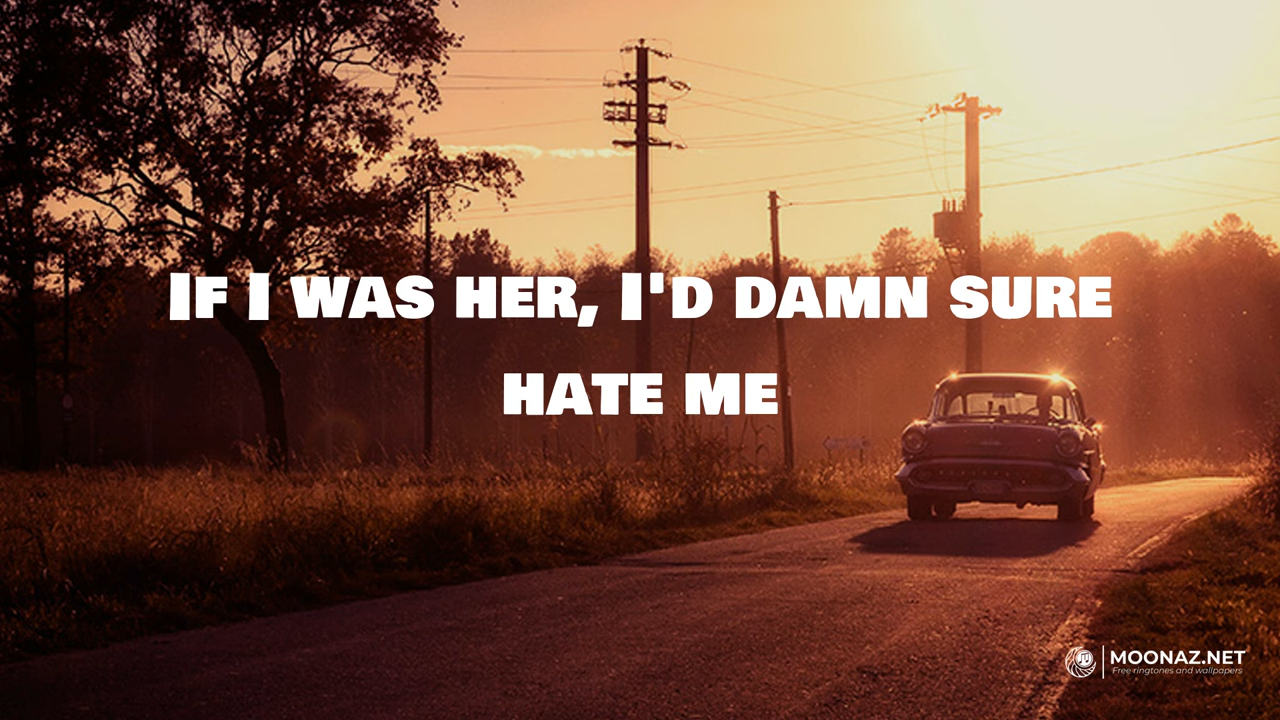 If I was her, I'd damn sure
hate me
MOONAZ.NET
Free ringtones and wallpapers